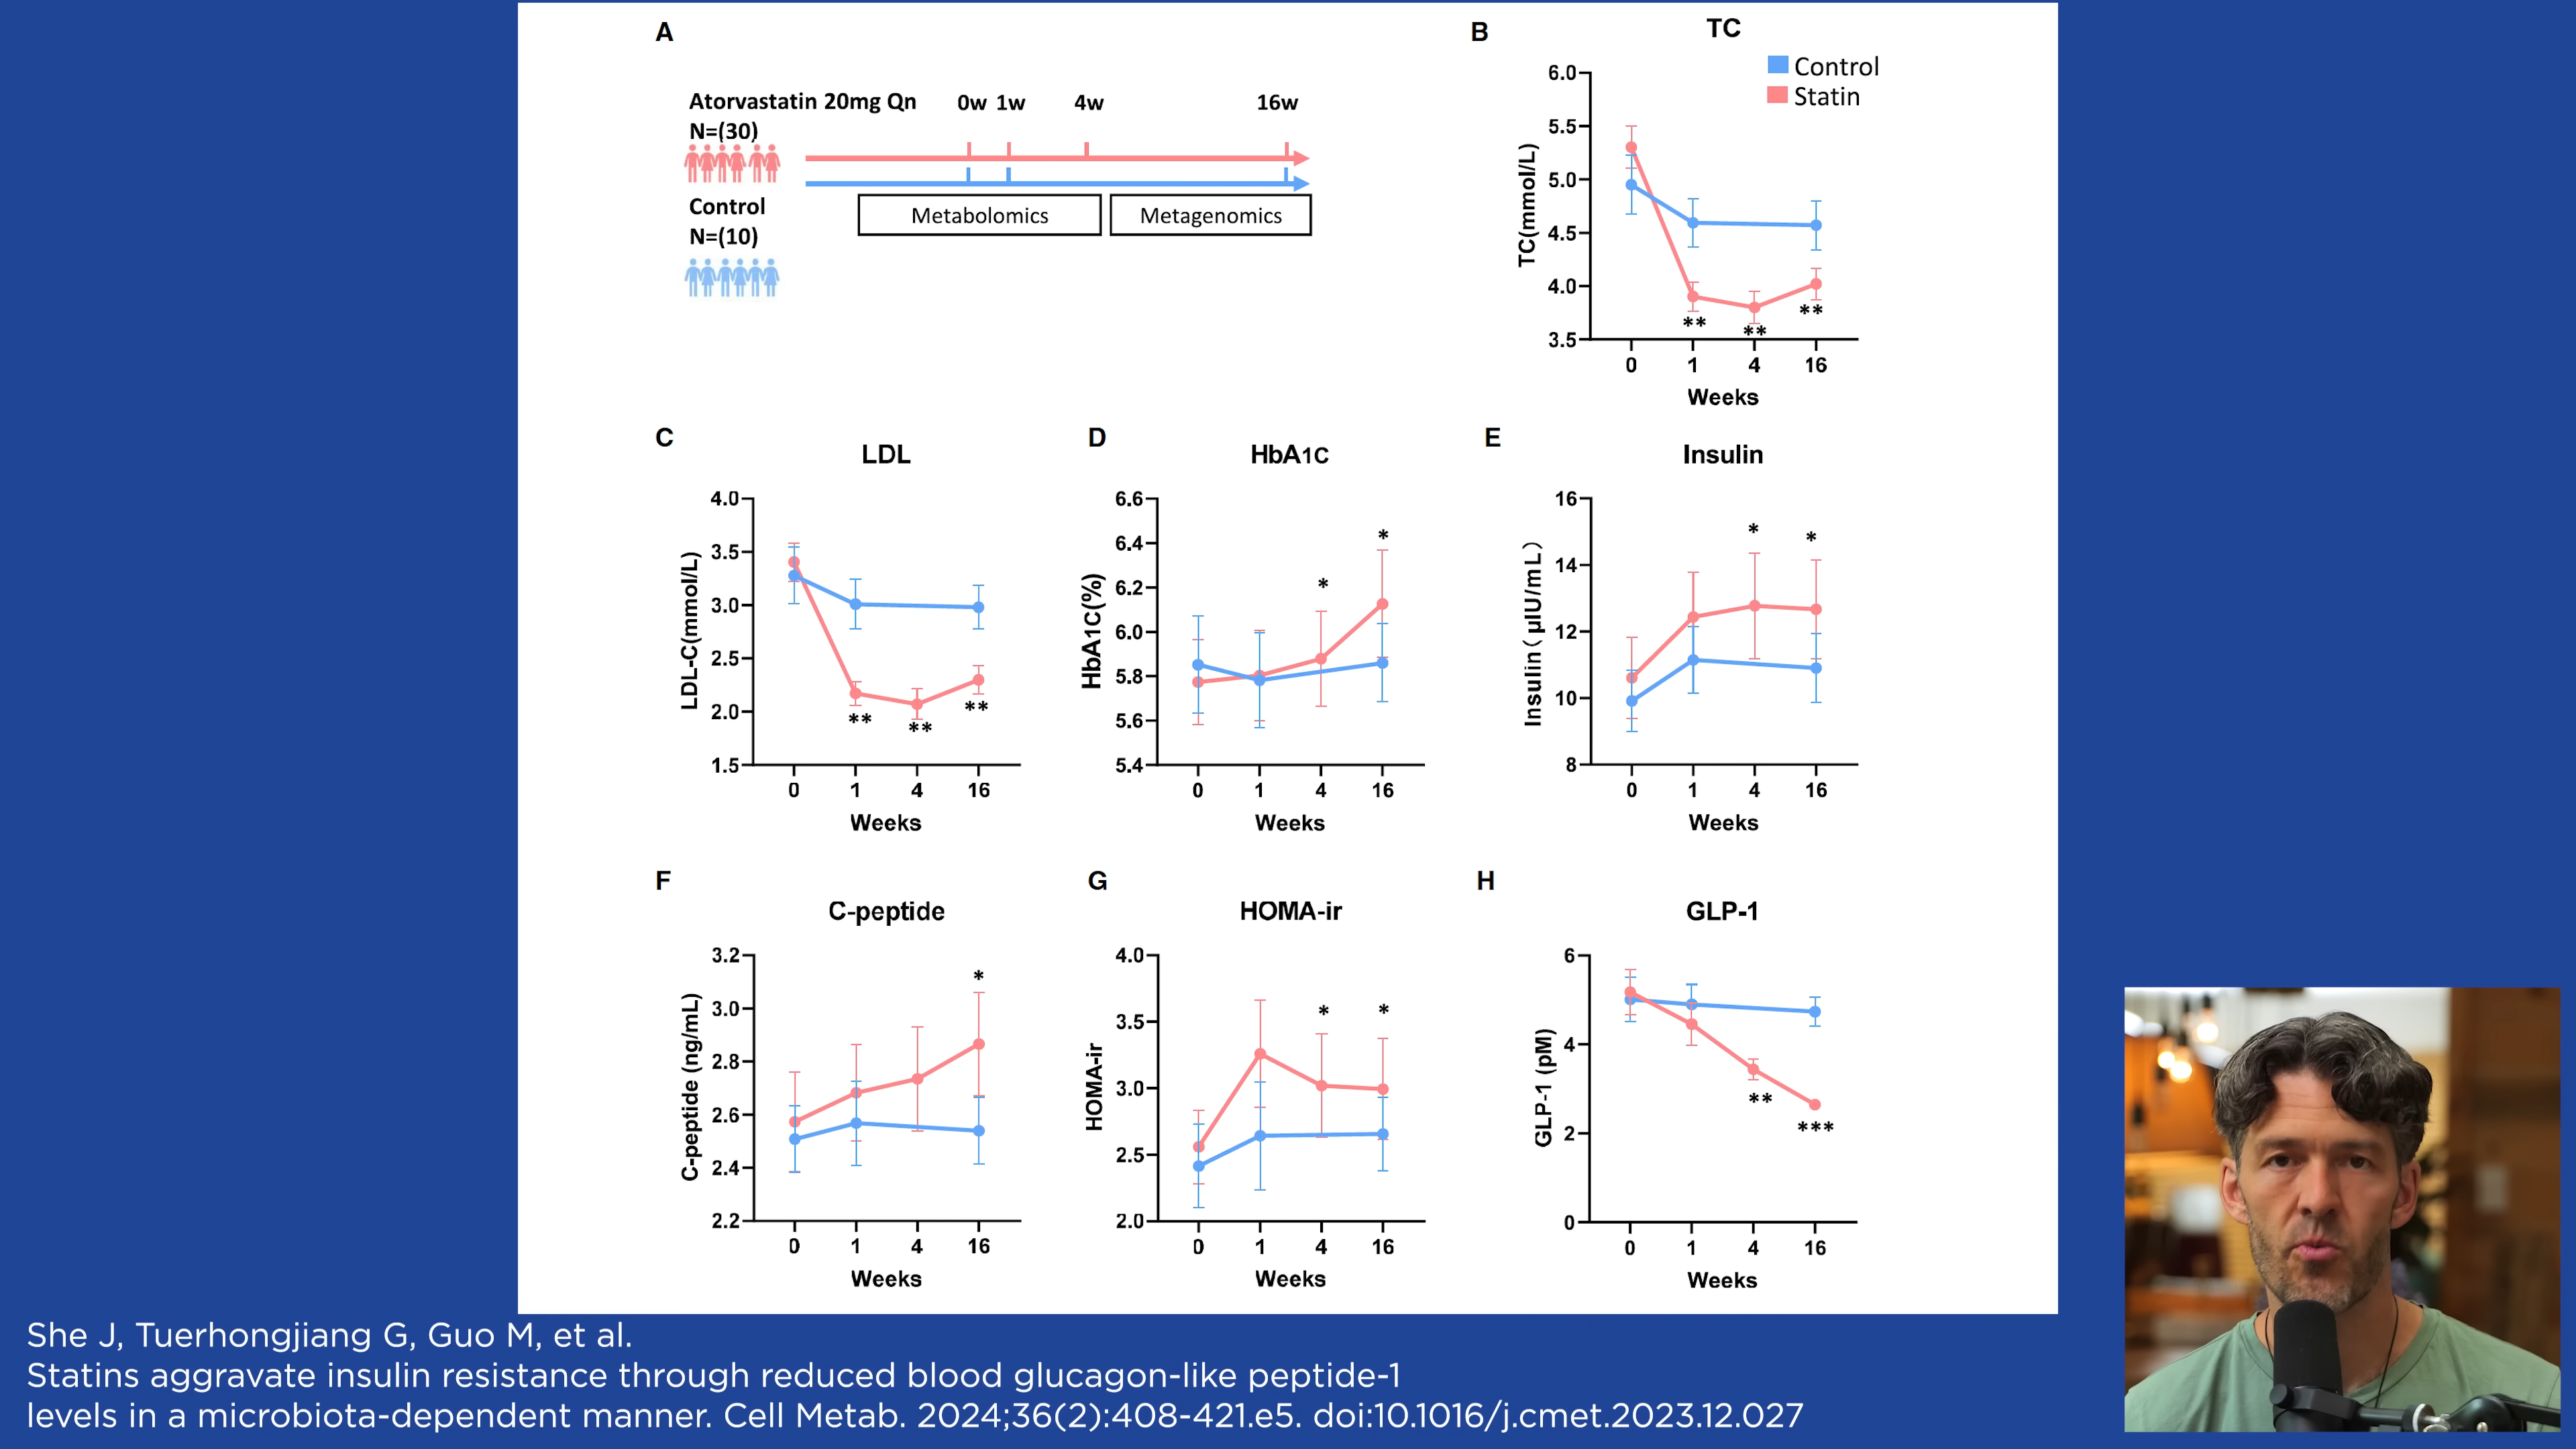 A
Atorvastatin 20mg Qn 0w 1w 4w 16w
N=(30)
Control
N=(10)
Metabolomics Metagenomics
B
TC
Control
Statin
TC(mmol/L)
6.0
5.5
5.0
4.5
4.0
3.5
** ** **
0 1 4 16
Weeks
C
LDL
LDL-C(mmol/L)
4.0
3.5
3.0
2.5
2.0
1.5
** ** **
0 1 4 16
Weeks
D
HbA1C
HbA1C(%)
6.6
6.4
6.2
6.0
5.8
5.6
5.4
* *
0 1 4 16
Weeks
E
Insulin
Insulin（μIU/mL）
16
14
12
10
8
* *
0 1 4 16
Weeks
F
C-peptide
C-peptide (ng/mL)
3.2
3.0
2.8
2.6
2.4
2.2
*
0 1 4 16
Weeks
G
HOMA-ir
HOMA-ir
4.0
3.5
3.0
2.5
2.0
* *
0 1 4 16
Weeks
H
GLP-1
GLP-1 (pM)
6
4
2
0
** ***
0 1 4 16
Weeks
She J, Tuerhongjiang G, Guo M, et al.
Statins aggravate insulin resistance through reduced blood glucagon-like peptide-1
levels in a microbiota-dependent manner. Cell Metab. 2024;36(2):408-421.e5. doi:10.1016/j.cmet.2023.12.027